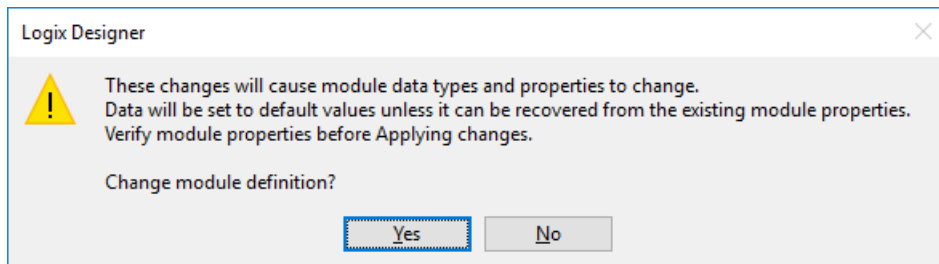 Logix Designer
These changes will cause module data types and properties to change.
Data will be set to default values unless it can be recovered from the existing module properties.
Verify module properties before Applying changes.
Change module definition?
Yes
No